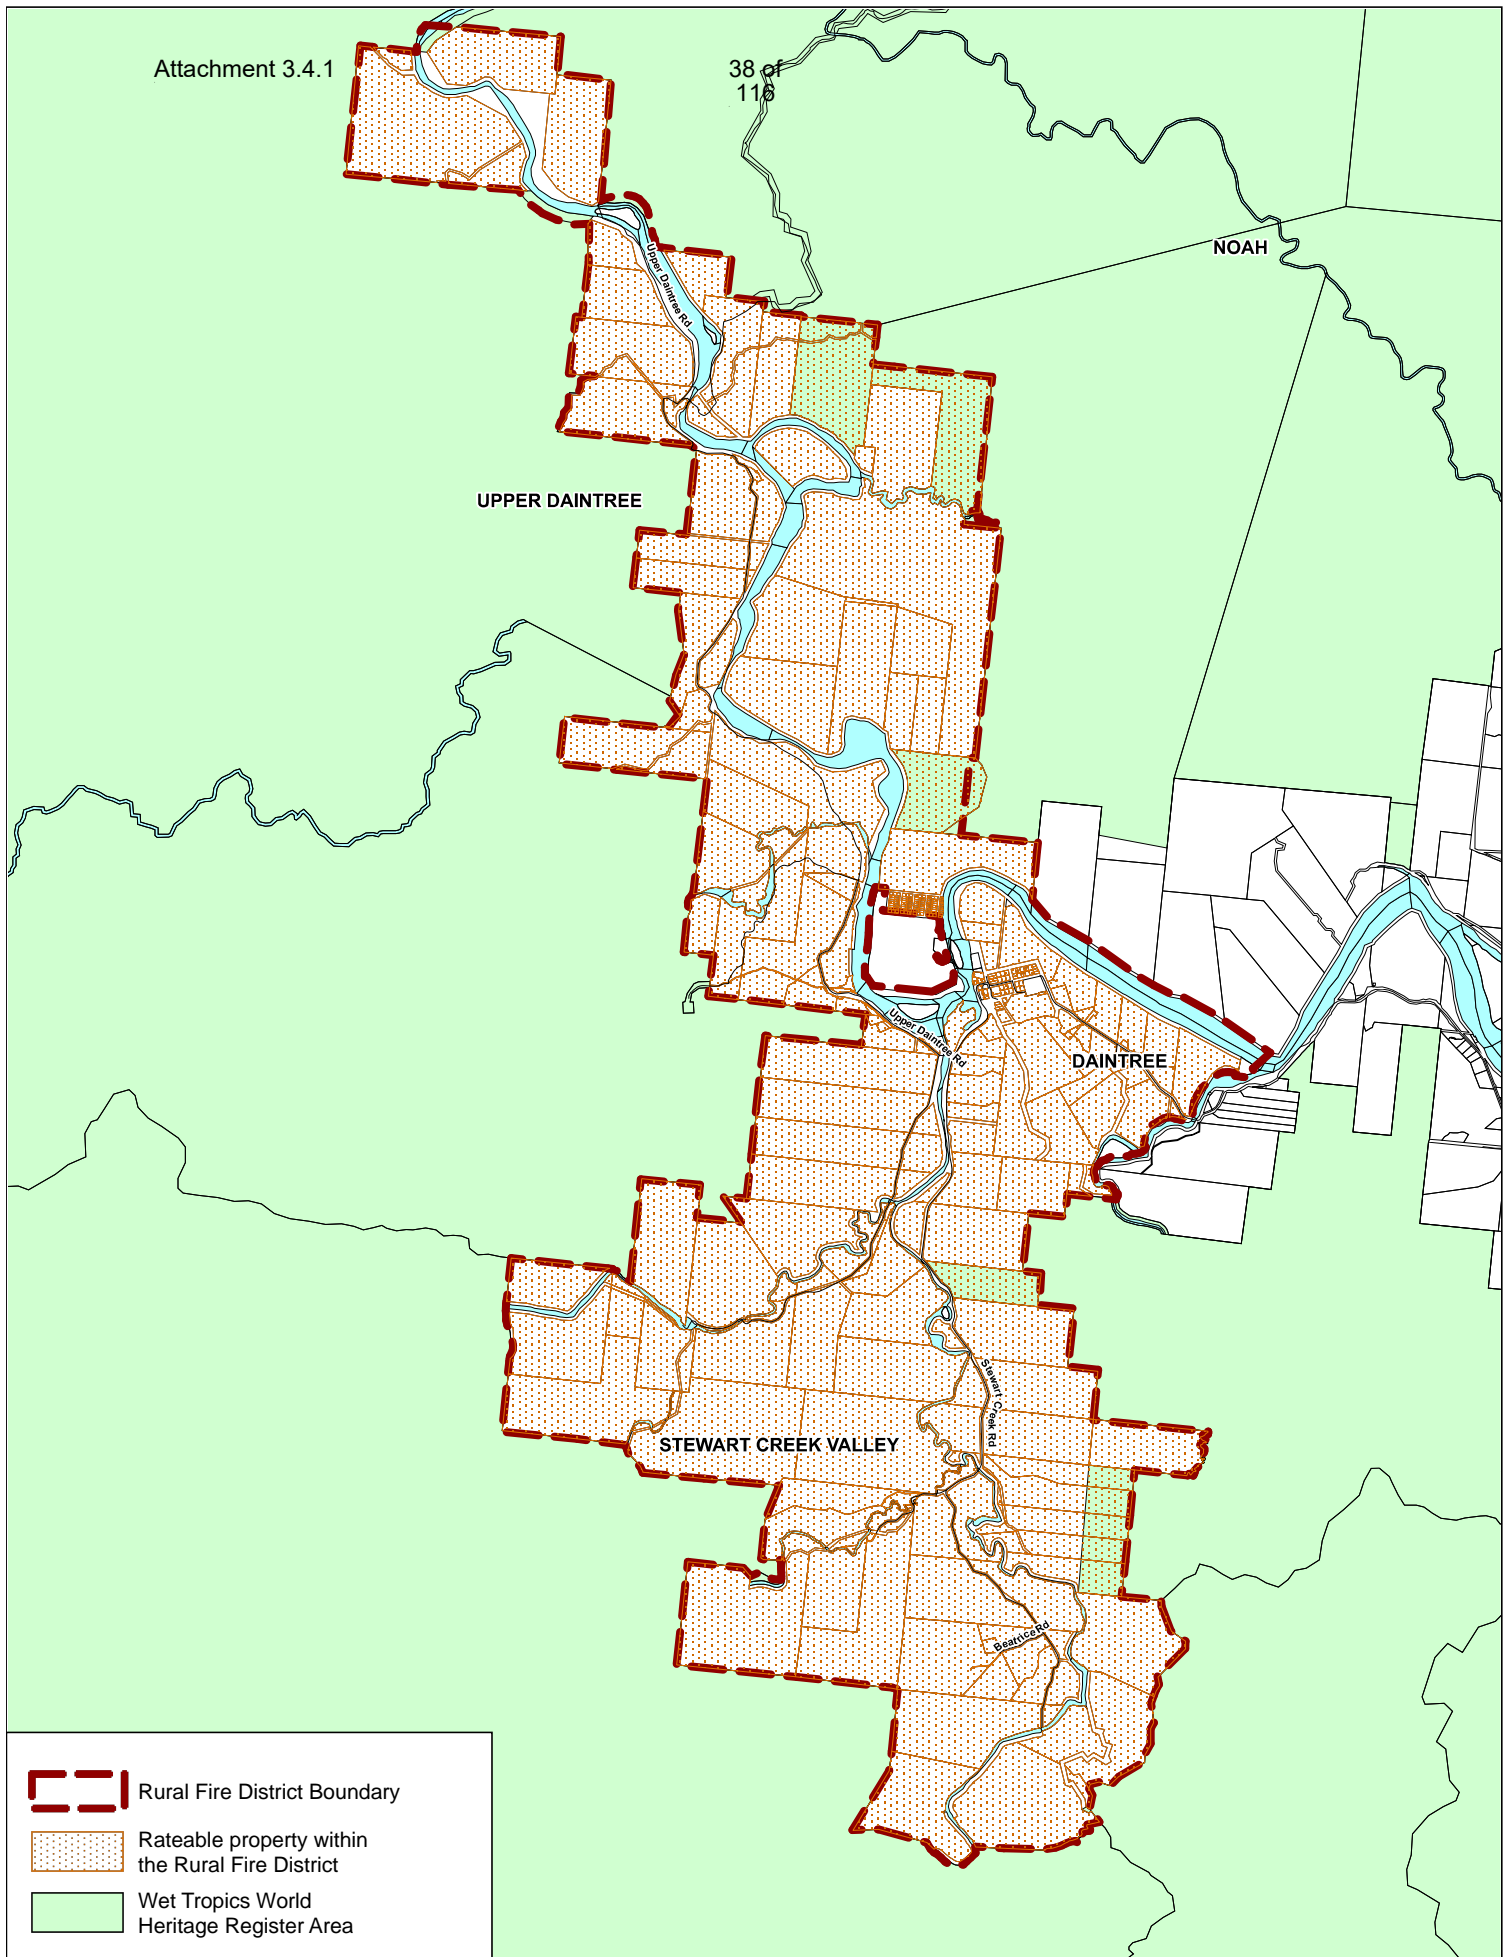 Attachment 3.4.1
38 of
116
NOAH
Upper Daintree Rd
UPPER DAINTREE
Upper Daintree Rd
DAINTREE
Stewart Creek Rd
STEWART CREEK VALLEY
Beatrice Rd
Rural Fire District Boundary
Rateable property within
the Rural Fire District
Wet Tropics World
Heritage Register Area